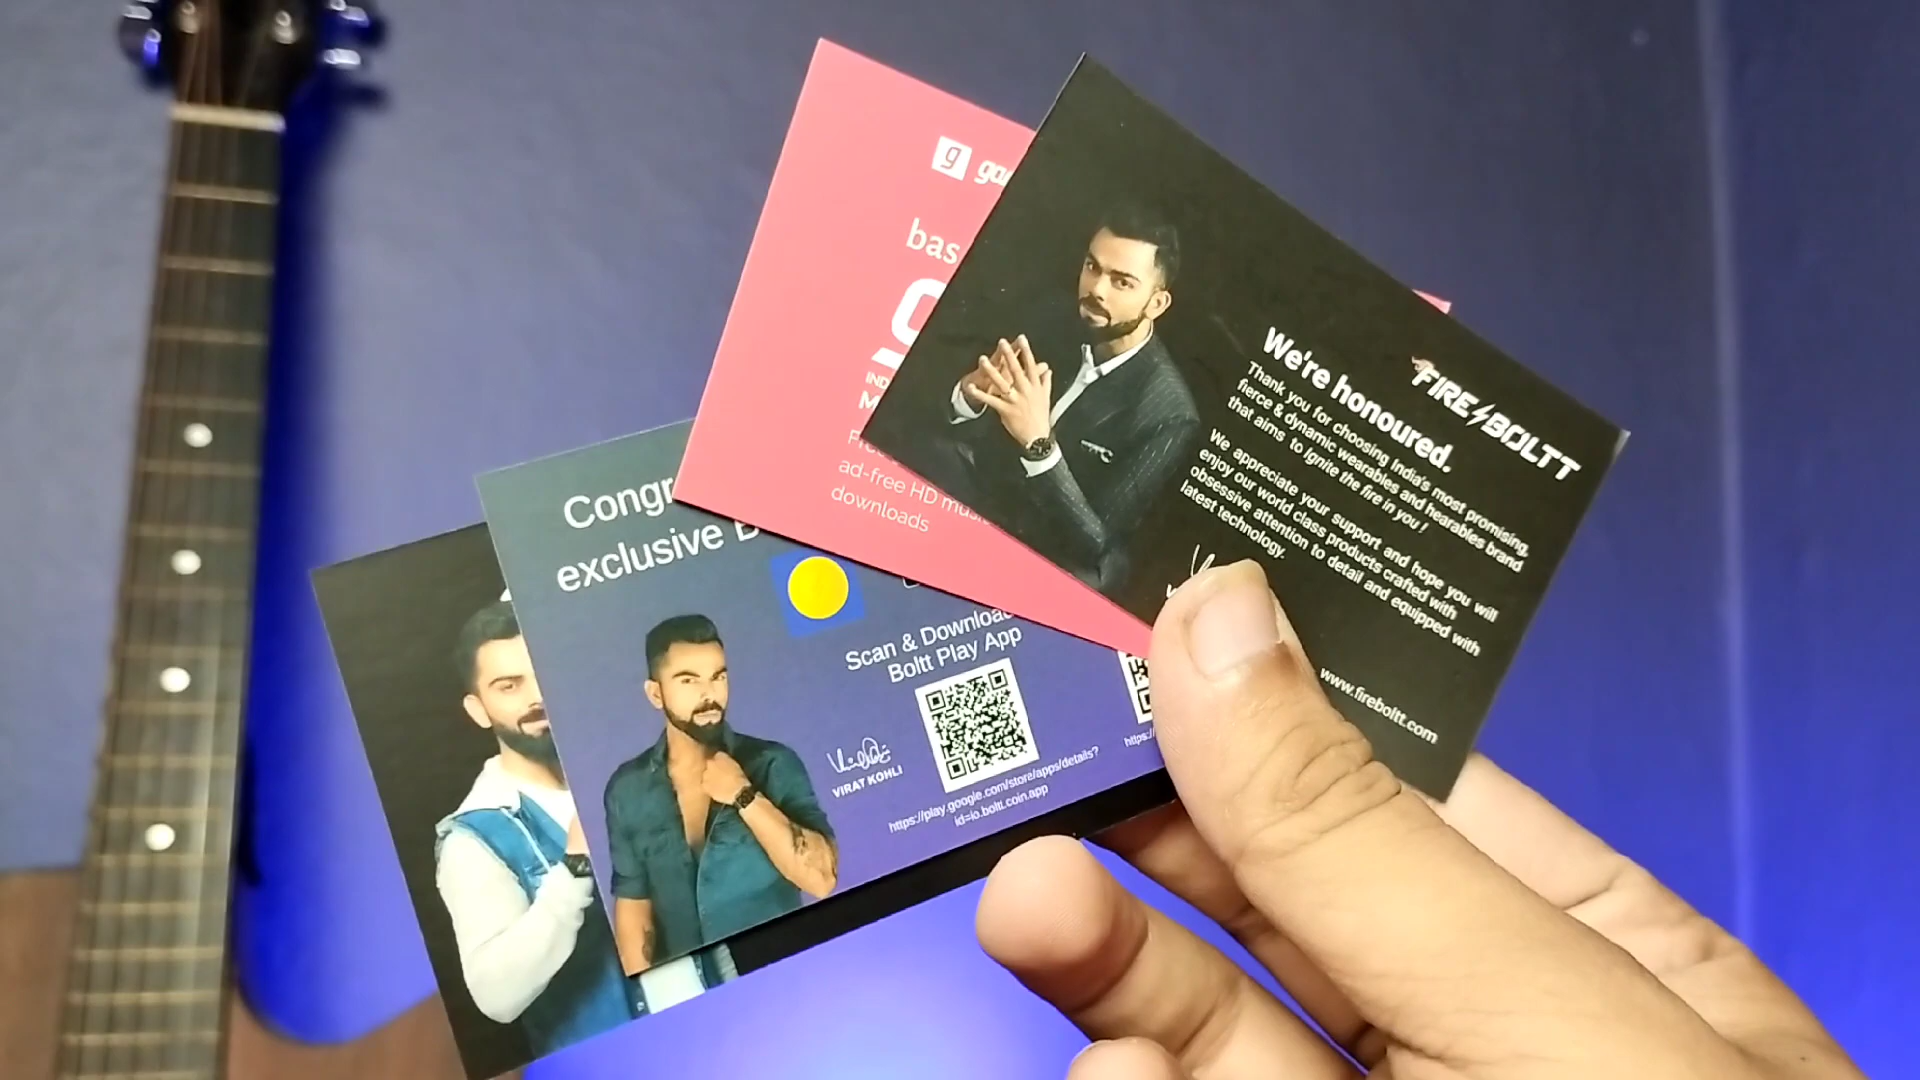 FIRE BOLTT
We're honoured.
Thank you for choosing India's most promising,
fierce & dynamic wearables and hearables brand
that aims to Ignite the fire in you !
We appreciate your support and hope you will
enjoy our world class products crafted with
obsessive attention to detail and equipped with
latest technology.
www.fireboltt.com
g
bas
ad-free HD music
downloads
exclusive
Scan & Download
Boltt Play App
VIRAT KOHLI
https://play.google.com/store/apps/details?
id=io.boltt.coin.app
https://